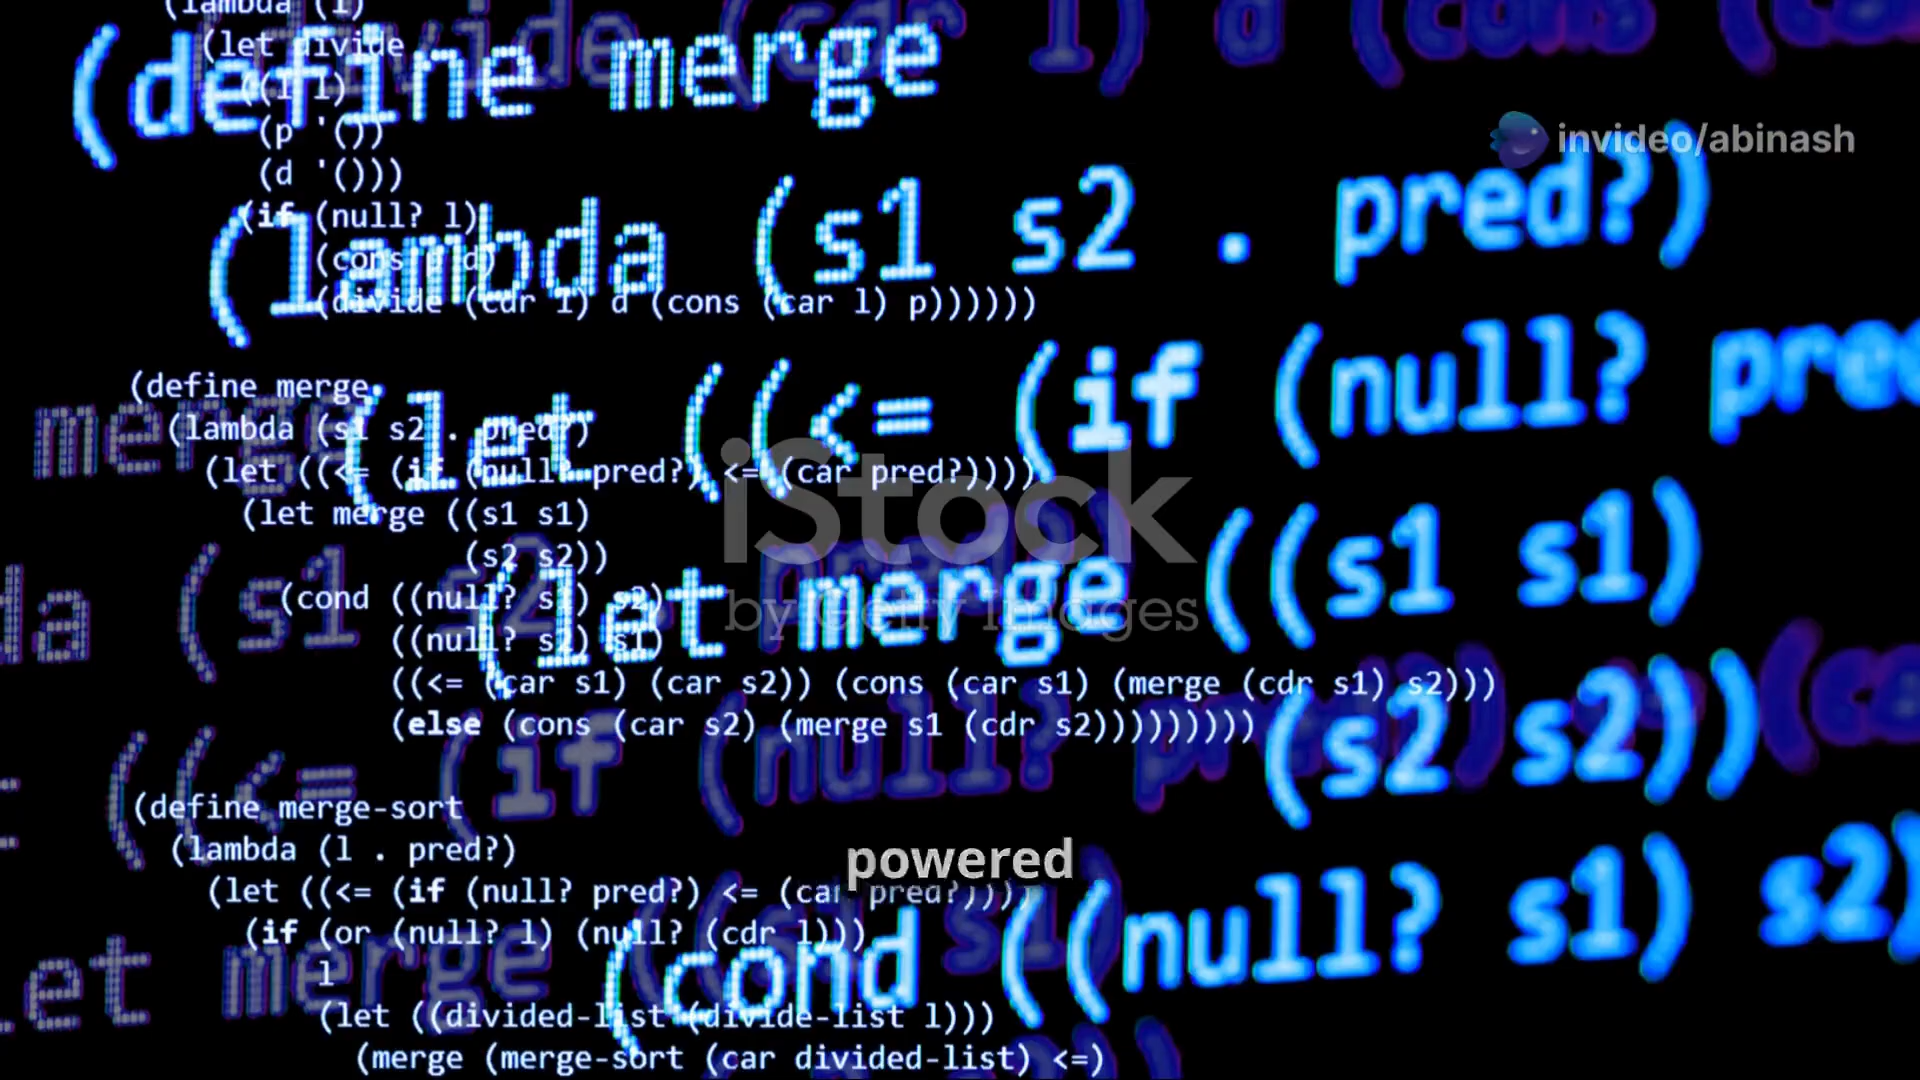 (lambda (l)
(let divide
((l l)
(p '())
(d '()))
(if (null? l)
(cons p d)
(divide (cdr l) d (cons (car l) p))))))
(define merge
(lambda (s1 s2 . pred?)
(let ((<= (if (null? pred?) <= (car pred?))))
(let merge ((s1 s1)
(s2 s2))
(cond ((null? s1) s2)
((null? s2) s1)
((<= (car s1) (car s2)) (cons (car s1) (merge (cdr s1) s2)))
(else (cons (car s2) (merge s1 (cdr s2)))))))))
(define merge-sort
(lambda (l . pred?)
(let ((<= (if (null? pred?) <= (car pred?))))
(if (or (null? l) (null? (cdr l)))
l
(let ((divided-list (divide-list l)))
(merge (merge-sort (car divided-list) <=)
(define merge
(lambda (s1 s2 . pred?)
(let ((<= (if (null? pred
(let merge ((s1 s1)
(s2 s2))
(cond ((null? s1) s2)
invideo/abinash
iStock
by Getty Images
powered